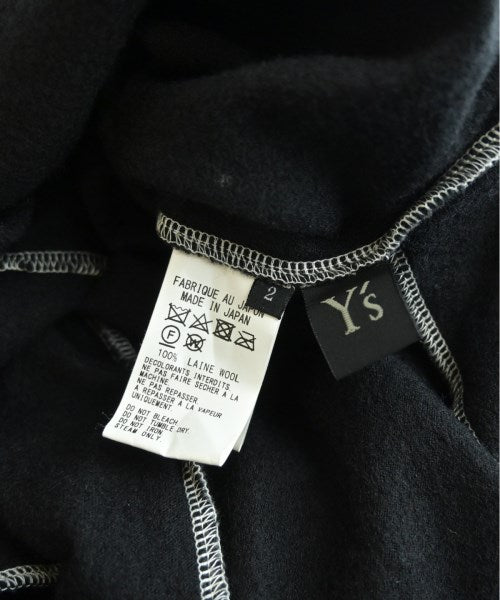 FABRIQUE AU JAPON
MADE IN JAPAN
F
100% LAINE WOOL
DECOLORANTS INTERDITS
NE PAS FAIRE SECHER A LA
MACHINE
NE PAS REPASSER
A REPASSER A LA VAPEUR
UNIQUEMENT.
DO NOT BLEACH
DO NOT TUMBLE DRY.
DO NOT IRON
STEAM ONLY.
2
Y's